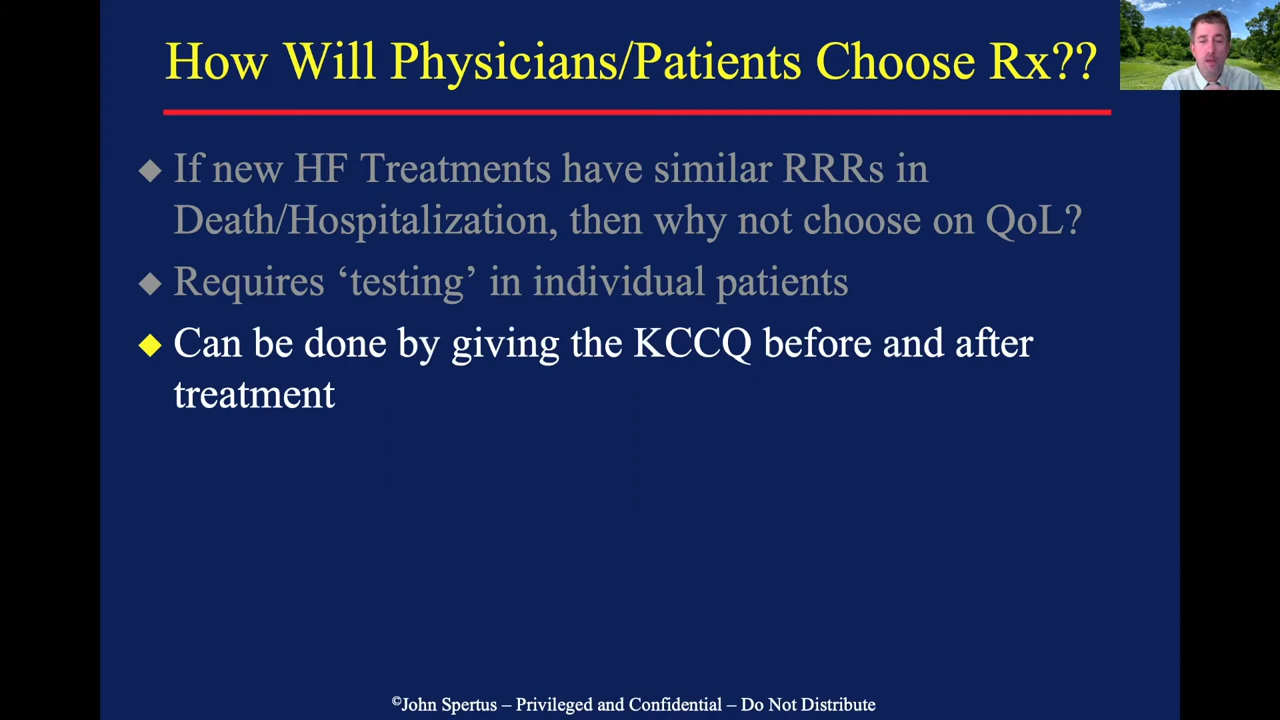 How Will Physicians/Patients Choose Rx??
If new HF Treatments have similar RRRs in
Death/Hospitalization, then why not choose on QoL?
Requires ‘testing’ in individual patients
Can be done by giving the KCCQ before and after
treatment
©John Spertus – Privileged and Confidential – Do Not Distribute